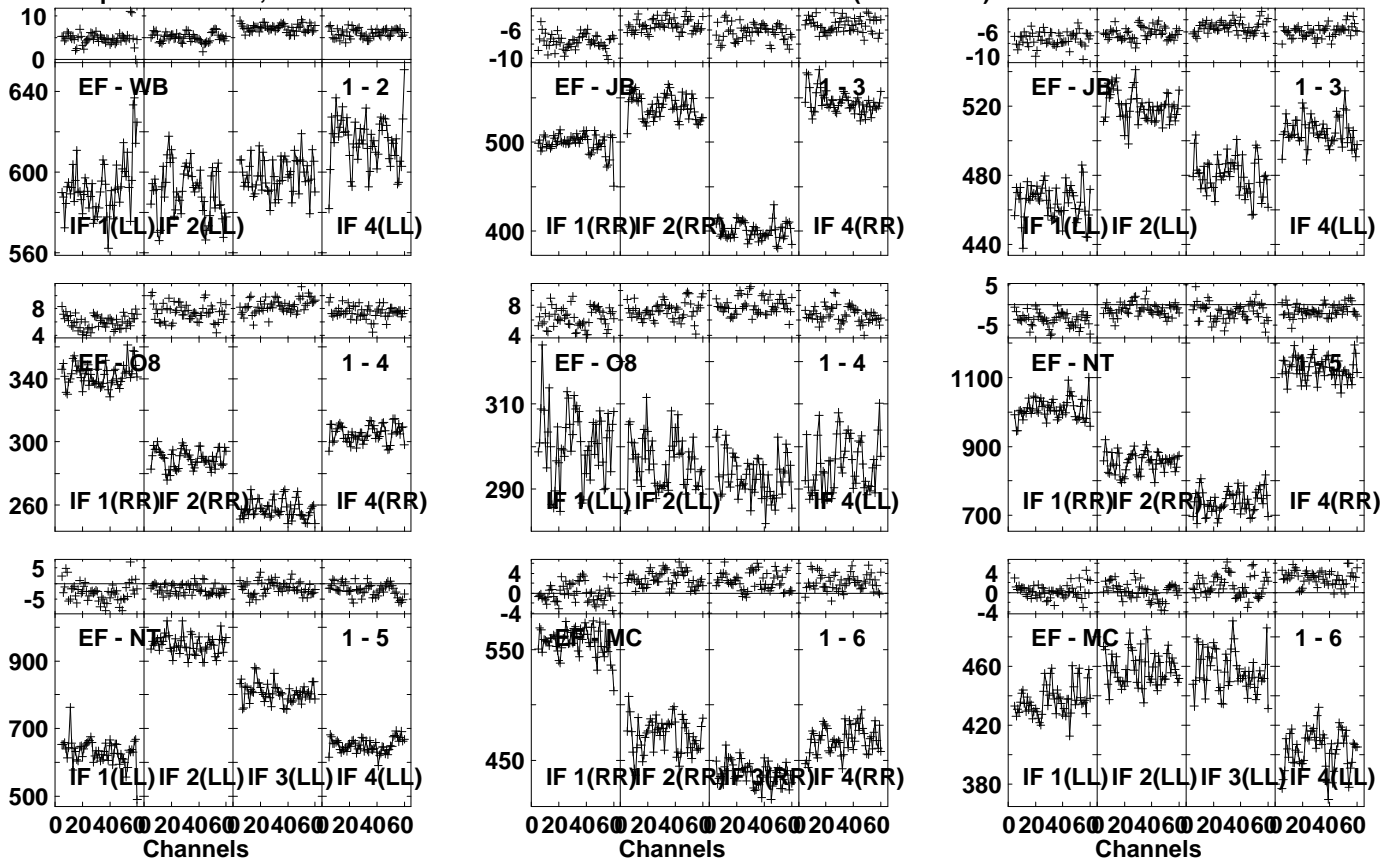 10
0
EF - WB
1 - 2
640
600
560
IF 1(LL)
IF 2(LL)
IF 4(LL)
-6
-10
EF - JB
1 - 3
500
400
IF 1(RR)
IF 2(RR)
IF 4(RR)
-6
-10
EF - JB
1 - 3
520
480
440
IF 1(LL)
IF 2(LL)
IF 4(LL)
8
4
EF - O8
1 - 4
340
300
260
IF 1(RR)
IF 2(RR)
IF 4(RR)
8
4
EF - O8
1 - 4
310
290
IF 1(LL)
IF 2(LL)
IF 4(LL)
5
-5
EF - NT
1 - 5
1100
900
700
IF 1(RR)
IF 2(RR)
IF 4(RR)
5
-5
EF - NT
1 - 5
900
700
500
IF 1(LL)
IF 2(LL)
IF 3(LL)
IF 4(LL)
4
0
-4
EF - MC
1 - 6
550
450
IF 1(RR)
IF 2(RR)
IF 3(RR)
IF 4(RR)
4
0
-4
EF - MC
1 - 6
460
420
380
IF 1(LL)
IF 2(LL)
IF 3(LL)
IF 4(LL)
0 204060 204060 204060 204060
Channels
0 204060 204060 204060 204060
Channels
0 204060 204060 204060 204060
Channels